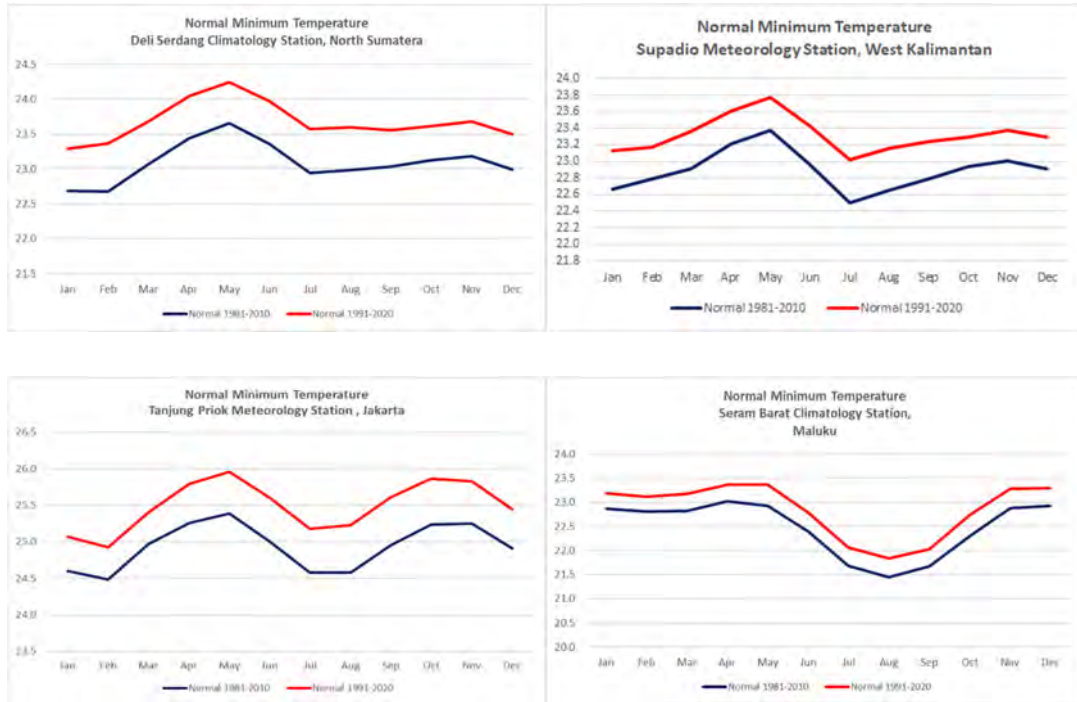 Normal Minimum Temperature
Deli Serdang Climatology Station, North Sumatera
24.5
24.0
23.5
23.0
22.5
22.0
21.5
Jan Feb Mar Apr May Jun Jul Aug Sep Oct Nov Dec
Normal 1981-2010 Normal 1991-2020
Normal Minimum Temperature
Supadio Meteorology Station, West Kalimantan
24.0
23.8
23.6
23.4
23.2
23.0
22.8
22.6
22.4
22.2
22.0
21.8
Jan Feb Mar Apr May Jun Jul Aug Sep Oct Nov Dec
Normal 1981-2010 Normal 1991-2020
Normal Minimum Temperature
Tanjung Priok Meteorology Station , Jakarta
26.5
26.0
25.5
25.0
24.5
24.0
23.5
Jan Feb Mar Apr May Jun Jul Aug Sep Oct Nov Dec
Normal 1981-2010 Normal 1991-2020
Normal Minimum Temperature
Seram Barat Climatology Station,
Maluku
24.0
23.5
23.0
22.5
22.0
21.5
21.0
20.5
20.0
Jan Feb Mar Apr May Jun Jul Aug Sep Oct Nov Dec
Normal 1981-2010 Normal 1991-2020